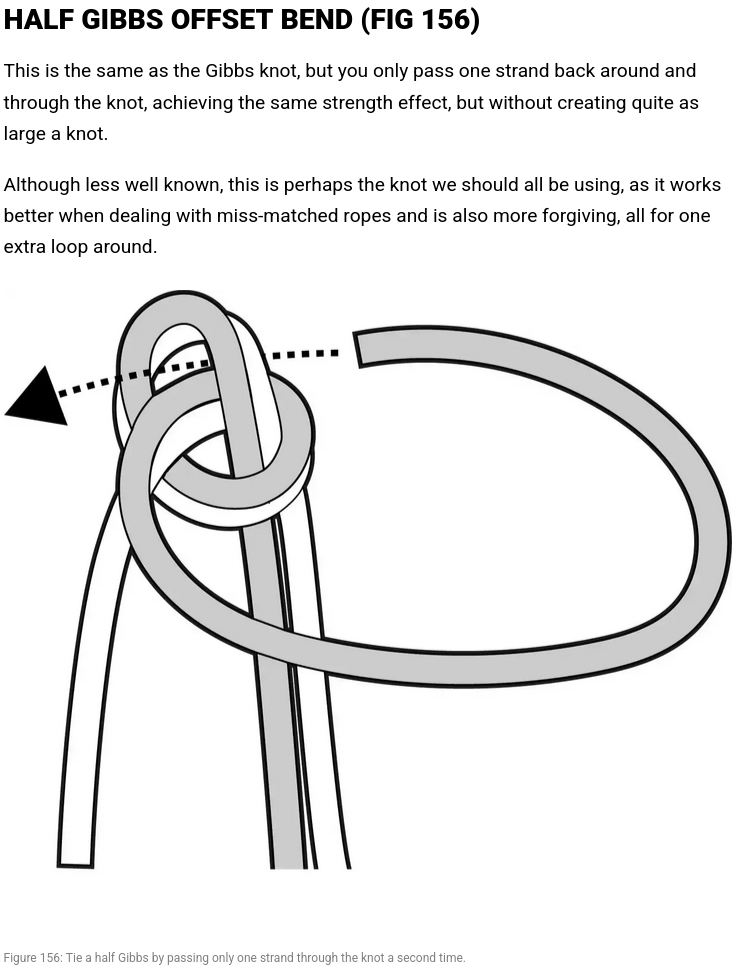 HALF GIBBS OFFSET BEND (FIG 156)
This is the same as the Gibbs knot, but you only pass one strand back around and
through the knot, achieving the same strength effect, but without creating quite as
large a knot.
Although less well known, this is perhaps the knot we should all be using, as it works
better when dealing with miss-matched ropes and is also more forgiving, all for one
extra loop around.
Figure 156: Tie a half Gibbs by passing only one strand through the knot a second time.